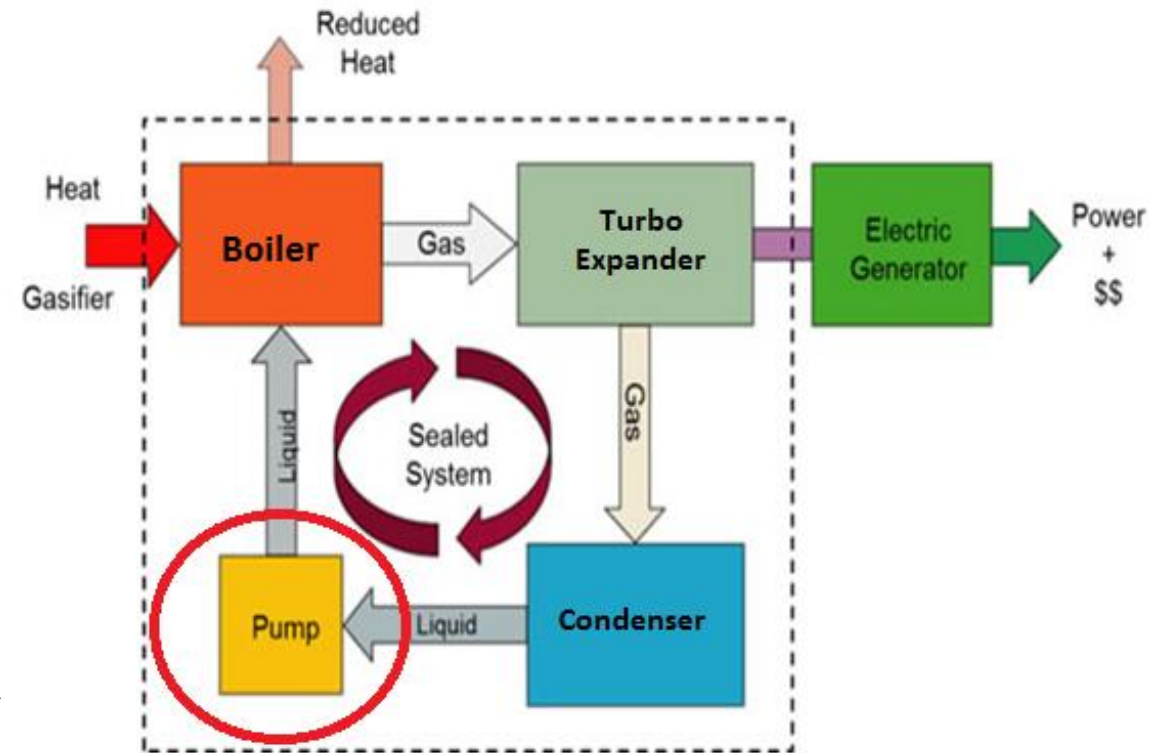 Reduced
Heat
Heat
Gasifier
Boiler
Gas
Turbo
Expander
Electric
Generator
Power
+
$$
Liquid
Sealed
System
Gas
Pump
Liquid
Condenser